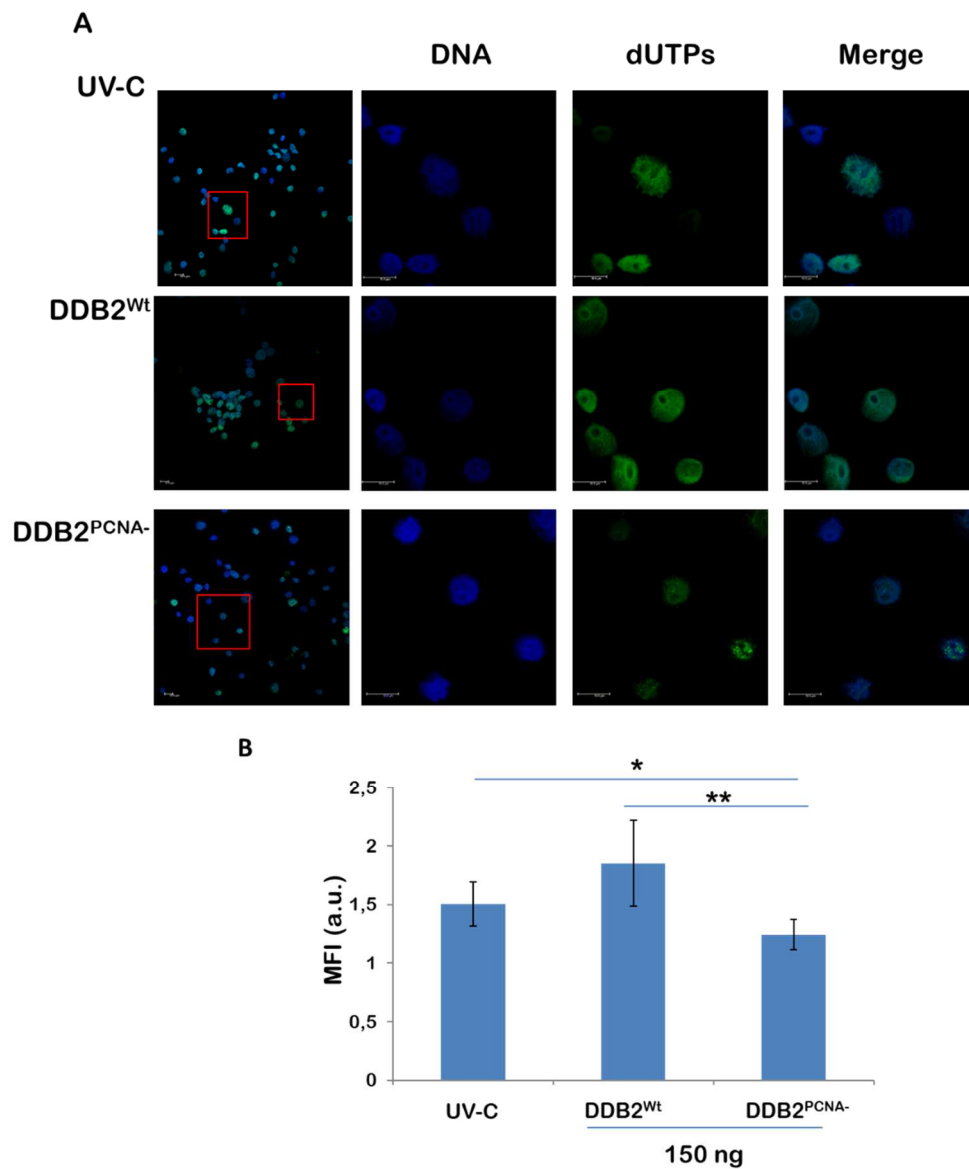 A
DNA dUTPs Merge
UV-C
DDB2Wt
DDB2PCNA-
B
* 
**
2,5
2
1,5
1
0,5
0
MFI (a.u.)
UV-C DDB2Wt DDB2PCNA-
150 ng